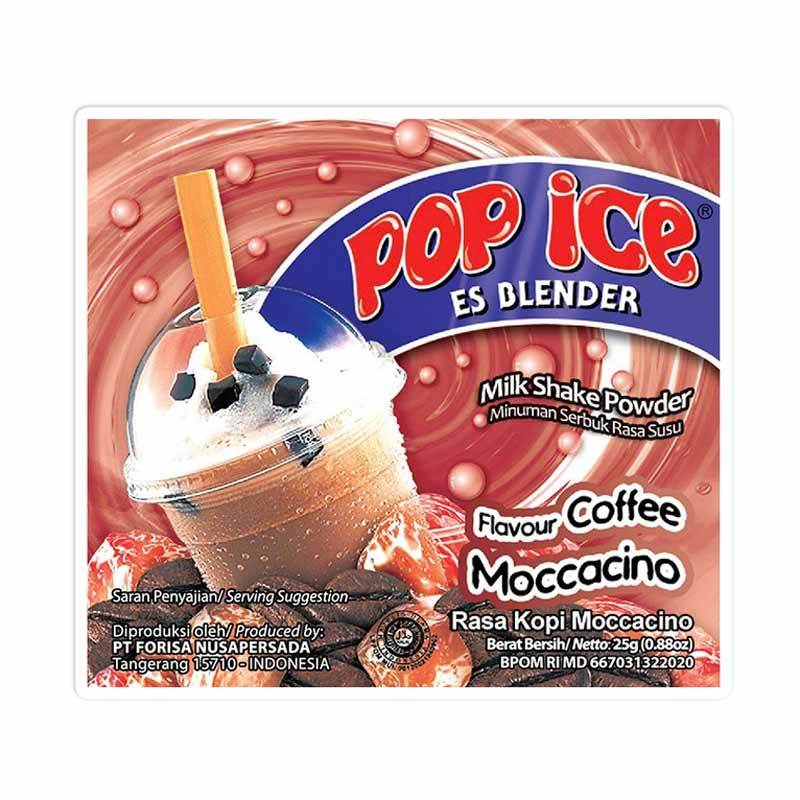 POP ICE ®
ES BLENDER
Milk Shake Powder
Minuman Serbuk Rasa Susu
Flavour Coffee
Moccacino
Rasa Kopi Moccacino
Berat Bersih/ Netto: 25g (0.88oz)
BPOM RI MD 667031322020
Saran Penyajian/ Serving Suggestion
Diproduksi oleh/ Produced by:
PT FORISA NUSAPERSADA
Tangerang 15710 - INDONESIA